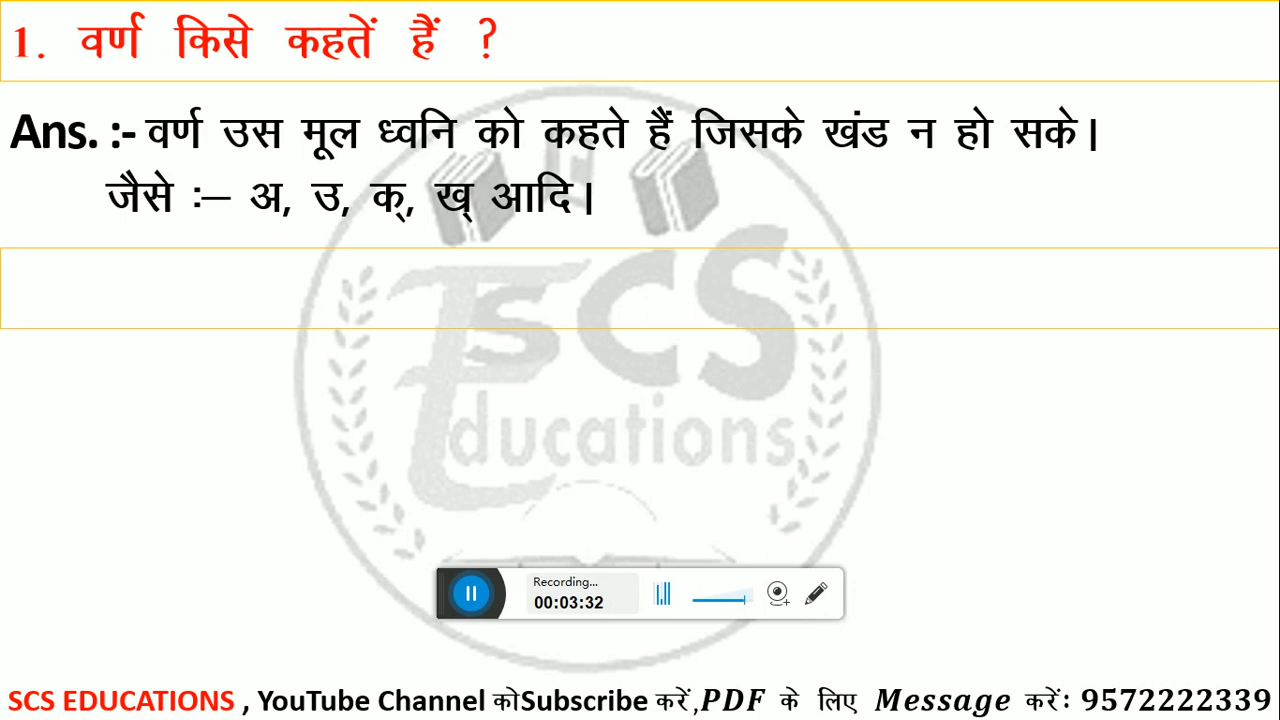 1. वर्ण किसे कहतें हैं ?
Ans. :- वर्ण उस मूल ध्वनि को कहते हैं जिसके खंड न हो सके।
जैसे :– अ, उ, क्, ख् आदि।
SCS
Educations
Recording...
00:03:32
SCS EDUCATIONS , YouTube Channel कोSubscribe करें,PDF के लिए Message करें: 9572222339